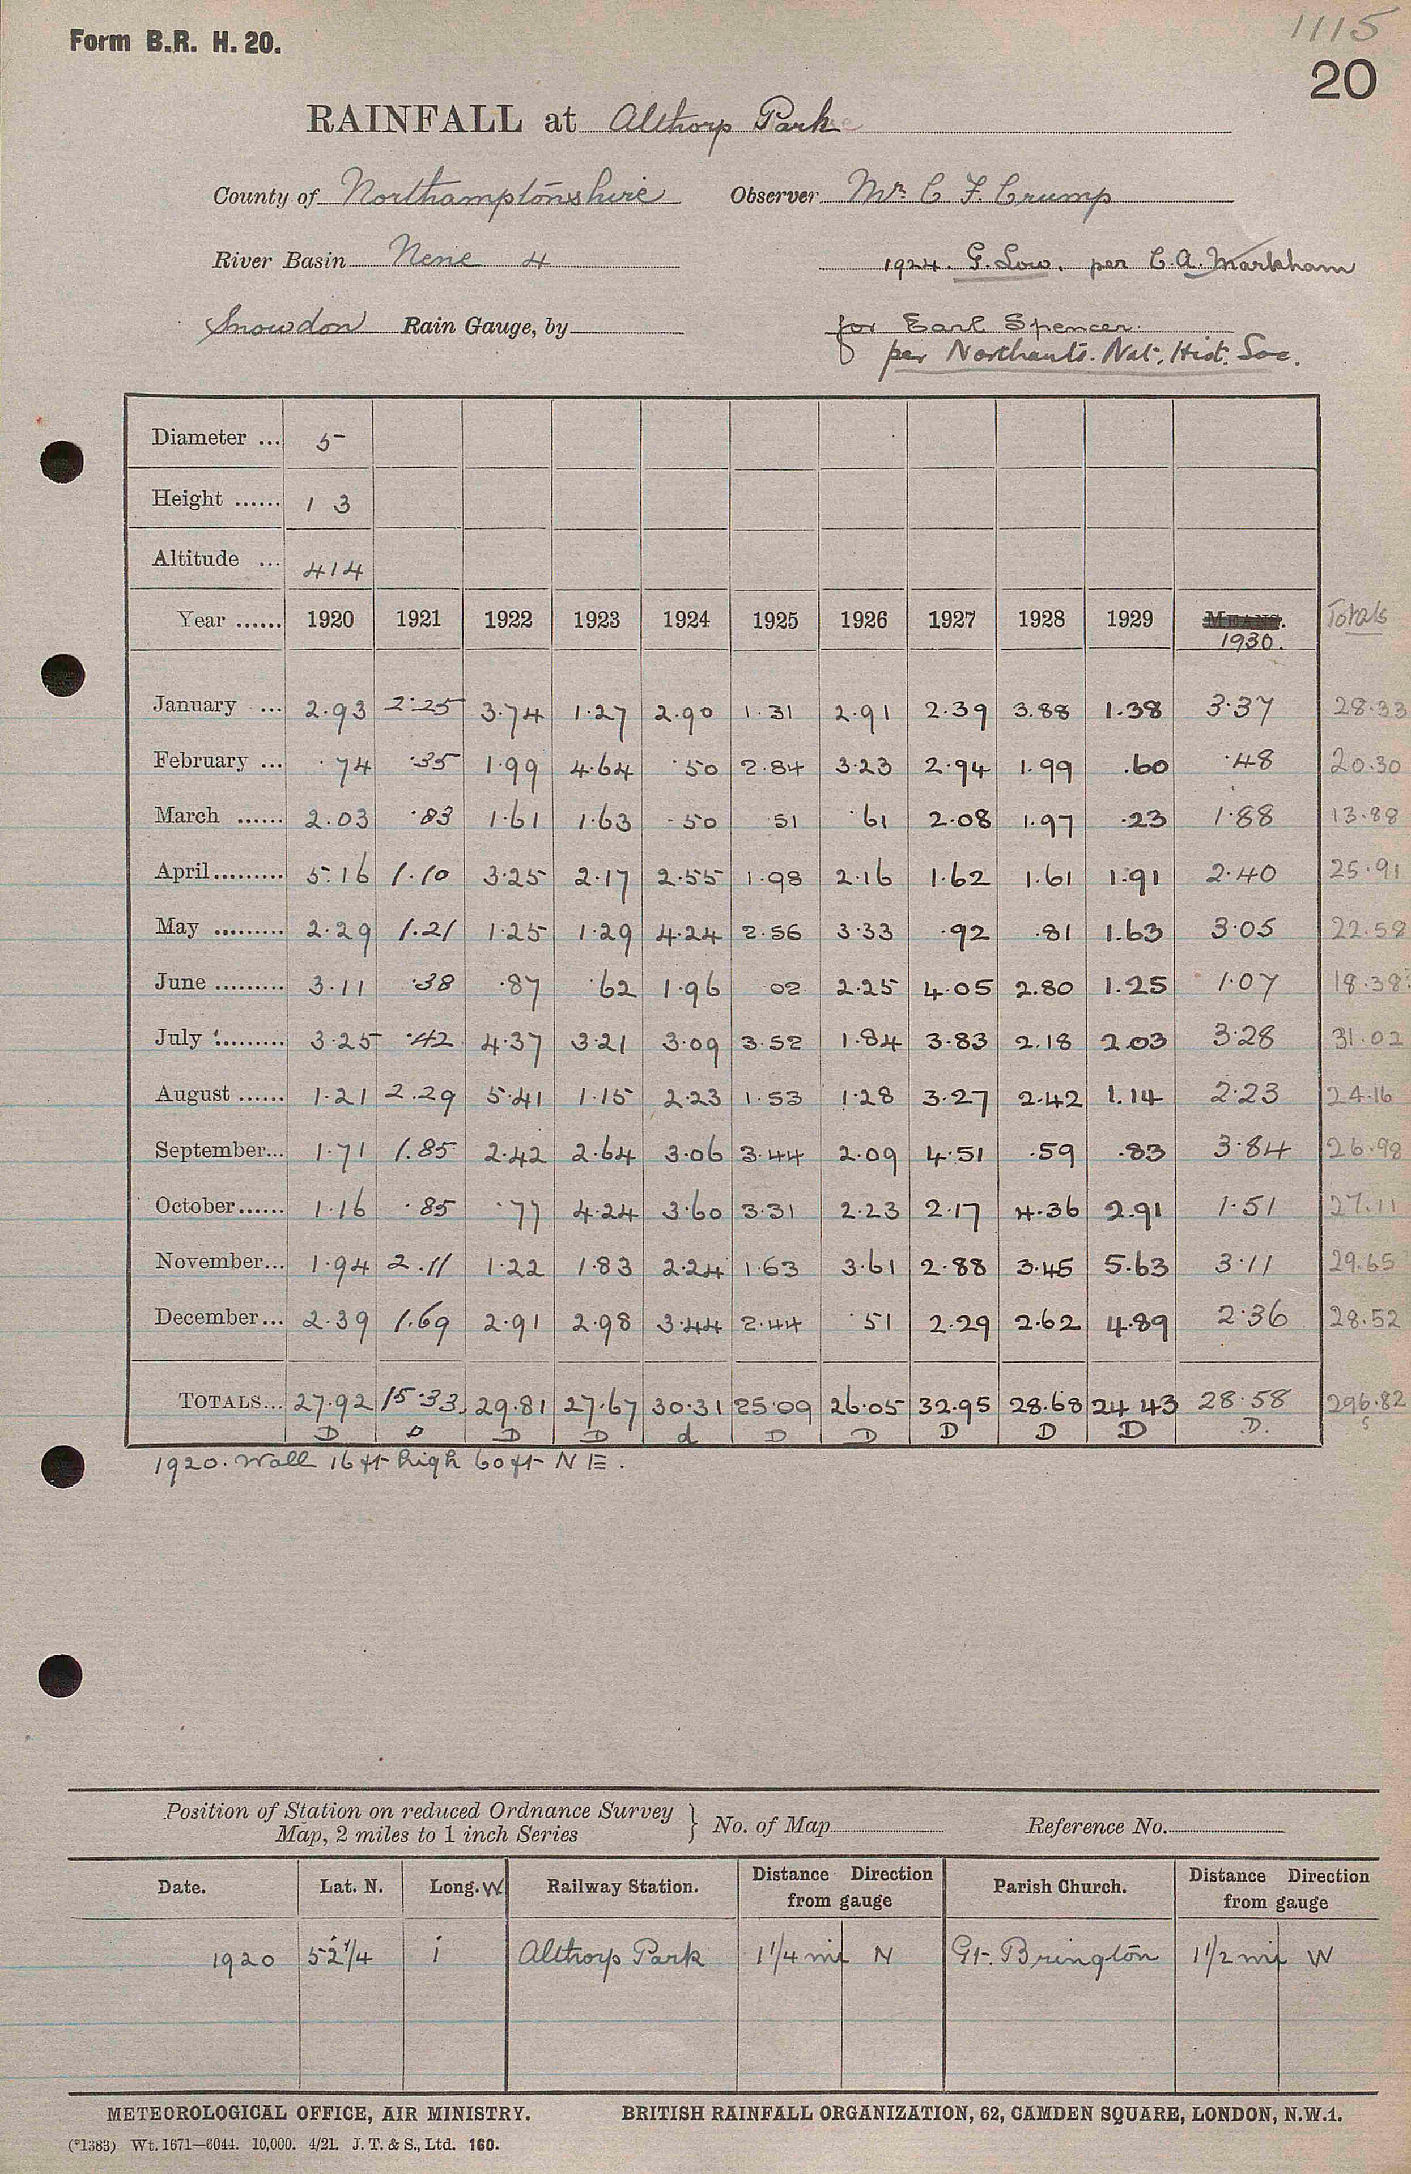 1115
Form B.R. H. 20.
20
RAINFALL at Althorp Park
County of Northamptonshire Observer Mr. C F. Crump
River Basin Nene 4 1924. G. Low. per C. A. Markham
Snowdon Rain Gauge, by for Earl Spencer.
per Northants. Nat. Hist. Soc.
Diameter ... 5
Height ...... 1 3
Altitude ... 414
Year ...... 1920 1921 1922 1923 1924 1925 1926 1927 1928 1929 MEANS. Totals
1930.
January ... 2.93 2.25 3.74 1.27 2.90 1.31 2.91 2.39 3.88 1.38 3.37 28.33
February ... .74 .35 1.99 4.64 .50 2.84 3.23 2.94 1.99 .60 .48 20.30
March ...... 2.03 .83 1.61 1.63 .50 51 .61 2.08 1.97 .23 1.88 13.88
April......... 5.16 1.10 3.25 2.17 2.55 1.98 2.16 1.62 1.61 1.91 2.40 25.91
May ......... 2.29 1.21 1.25 1.29 4.24 2.56 3.33 .92 .81 1.63 3.05 22.58
June ......... 3.11 .38 .87 .62 1.96 02 2.25 4.05 2.80 1.25 1.07 18.38
July ......... 3.25 .42 4.37 3.21 3.09 3.52 1.84 3.83 2.18 2.03 3.28 31.02
August ...... 1.21 2.29 5.41 1.15 2.23 1.53 1.28 3.27 2.42 1.14 2.23 24.16
September... 1.71 1.85 2.42 2.64 3.06 3.44 2.09 4.51 .59 .83 3.84 26.98
October...... 1.16 .85 .77 4.24 3.60 3.31 2.23 2.17 4.36 2.91 1.51 27.11
November... 1.94 2.11 1.22 1.83 2.24 1.63 3.61 2.88 3.45 5.63 3.11 29.65
December... 2.39 1.69 2.91 2.98 3.44 2.44 .51 2.29 2.62 4.89 2.36 28.52
TOTALS... 27.92 15.33 29.81 27.67 30.31 25.09 26.05 32.95 28.68 24.43 28.58 296.82
D D D D d D D D D D D. s
1920. Wall 16 ft high 60 ft N E.
Position of Station on reduced Ordnance Survey
Map, 2 miles to 1 inch Series } No. of Map Reference No.
Date. Lat. N. Long. W Railway Station. Distance Direction from gauge Parish Church. Distance Direction from gauge
1920 52 1/4 1 Althorp Park 1 1/4 mi N Gt. Brington 1 1/2 mi W
METEOROLOGICAL OFFICE, AIR MINISTRY. BRITISH RAINFALL ORGANIZATION, 62, CAMDEN SQUARE, LONDON, N.W.1.
(*1383) Wt. 1671—6044. 10,000. 4/21. J. T. & S., Ltd. 160.